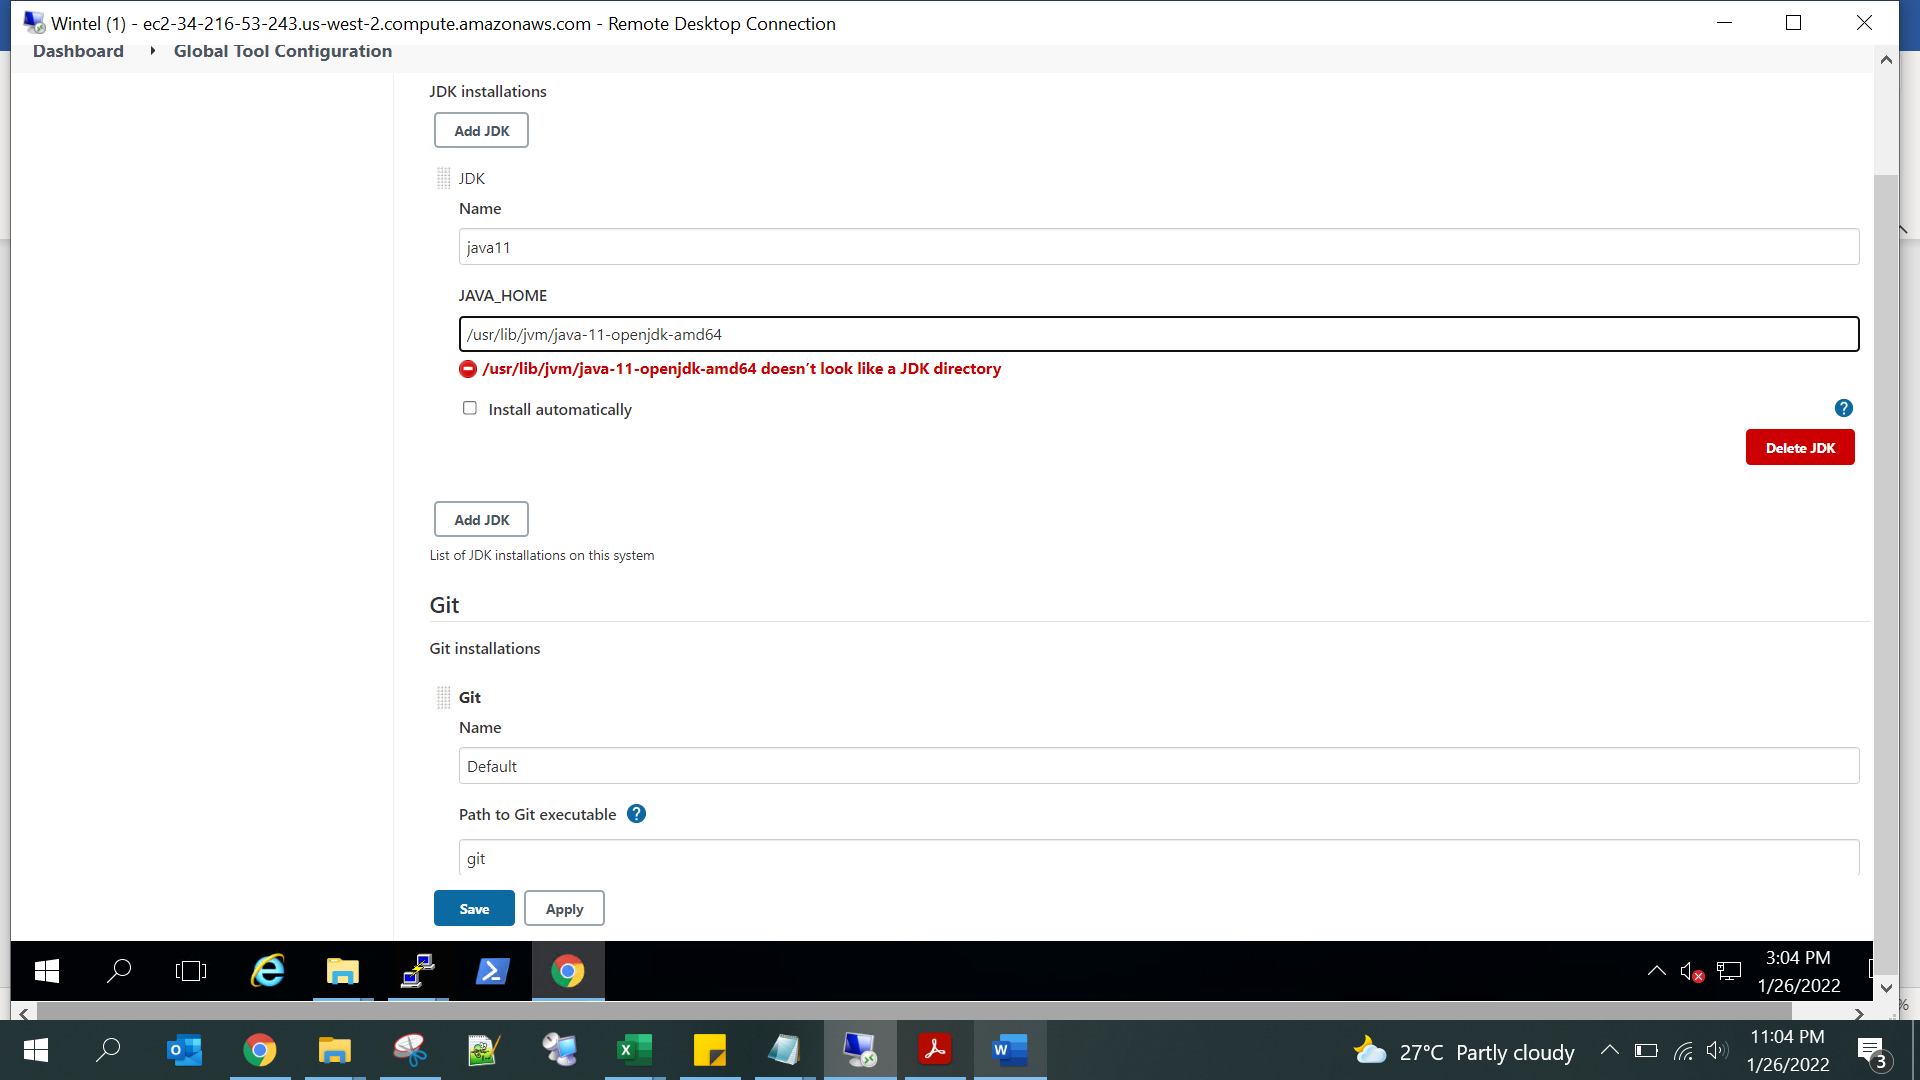 Wintel (1) - ec2-34-216-53-243.us-west-2.compute.amazonaws.com - Remote Desktop Connection
Dashboard Global Tool Configuration
JDK installations
Add JDK
JDK
Name
java11
JAVA_HOME
/usr/lib/jvm/java-11-openjdk-amd64
/usr/lib/jvm/java-11-openjdk-amd64 doesn't look like a JDK directory
Install automatically
?
Delete JDK
Add JDK
List of JDK installations on this system
Git
Git installations
Git
Name
Default
Path to Git executable ?
git
Save Apply
3:04 PM
1/26/2022
%
27°C Partly cloudy
11:04 PM
1/26/2022
3